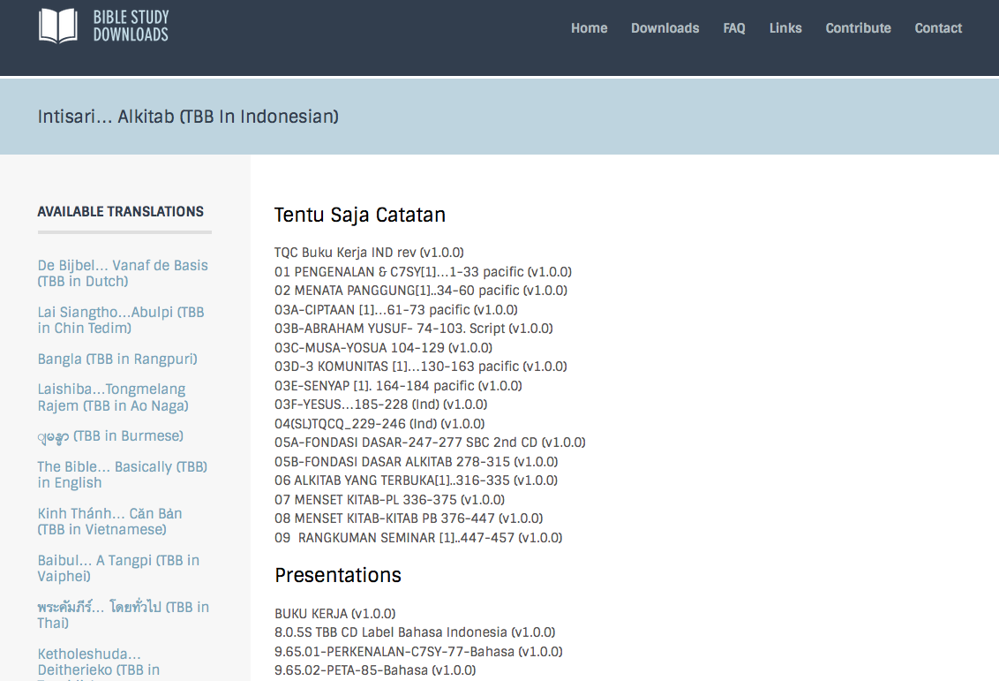 BIBLE STUDY
DOWNLOADS
Home Downloads FAQ Links Contribute Contact
Intisari... Alkitab (TBB In Indonesian)
AVAILABLE TRANSLATIONS
De Bijbel... Vanaf de Basis
(TBB in Dutch)
Lai Siangtho...Abulpi (TBB
in Chin Tedim)
Bangla (TBB in Rangpuri)
Laishiba...Tongmelang
Rajem (TBB in Ao Naga)
(TBB in Burmese)
The Bible... Basically (TBB)
in English
Kinh Thánh... Căn Bản
(TBB in Vietnamese)
Baibul... A Tangpi (TBB in
Vaiphei)
พระคัมภีร์... โดยทั่วไป (TBB in
Thai)
Ketholeshuda...
Deitherieko (TBB in
Tentu Saja Catatan
TQC Buku Kerja IND rev (v1.0.0)
01 PENGENALAN & C7SY[1]...1-33 pacific (v1.0.0)
02 MENATA PANGGUNG[1]..34-60 pacific (v1.0.0)
03A-CIPTAAN [1]...61-73 pacific (v1.0.0)
03B-ABRAHAM YUSUF- 74-103. Script (v1.0.0)
03C-MUSA-YOSUA 104-129 (v1.0.0)
03D-3 KOMUNITAS [1]...130-163 pacific (v1.0.0)
03E-SENYAP [1]. 164-184 pacific (v1.0.0)
03F-YESUS...185-228 (Ind) (v1.0.0)
04(SL)TQCQ_229-246 (Ind) (v1.0.0)
05A-FONDASI DASAR-247-277 SBC 2nd CD (v1.0.0)
05B-FONDASI DASAR ALKITAB 278-315 (v1.0.0)
06 ALKITAB YANG TERBUKA[1]..316-335 (v1.0.0)
07 MENSET KITAB-PL 336-375 (v1.0.0)
08 MENSET KITAB-KITAB PB 376-447 (v1.0.0)
09 RANGKUMAN SEMINAR [1]..447-457 (v1.0.0)
Presentations
BUKU KERJA (v1.0.0)
8.0.5S TBB CD Label Bahasa Indonesia (v1.0.0)
9.65.01-PERKENALAN-C7SY-77-Bahasa (v1.0.0)
9.65.02-PETA-85-Bahasa (v1.0.0)